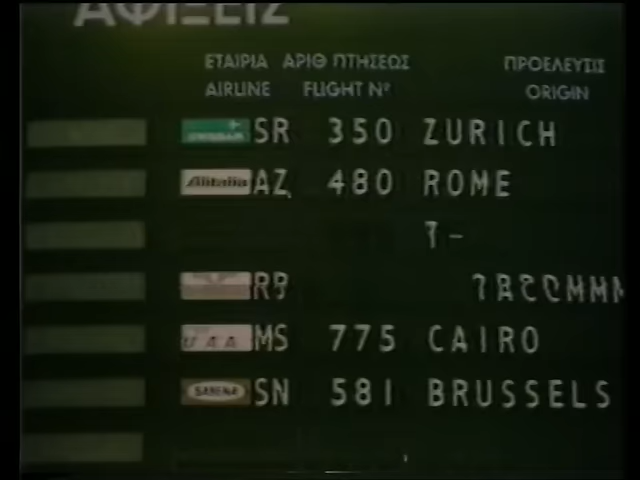 ΑΦΙΞΕΙΣ
ΕΤΑΙΡΙΑ ΑΡΙΘ ΠΤΗΣΕΩΣ ΠΡΟΕΛΕΥΣΙΣ
AIRLINE FLIGHT Nº ORIGIN
SR 350 ZURICH
Alitalia AZ 480 ROME
UAA MS 775 CAIRO
SABENA SN 581 BRUSSELS